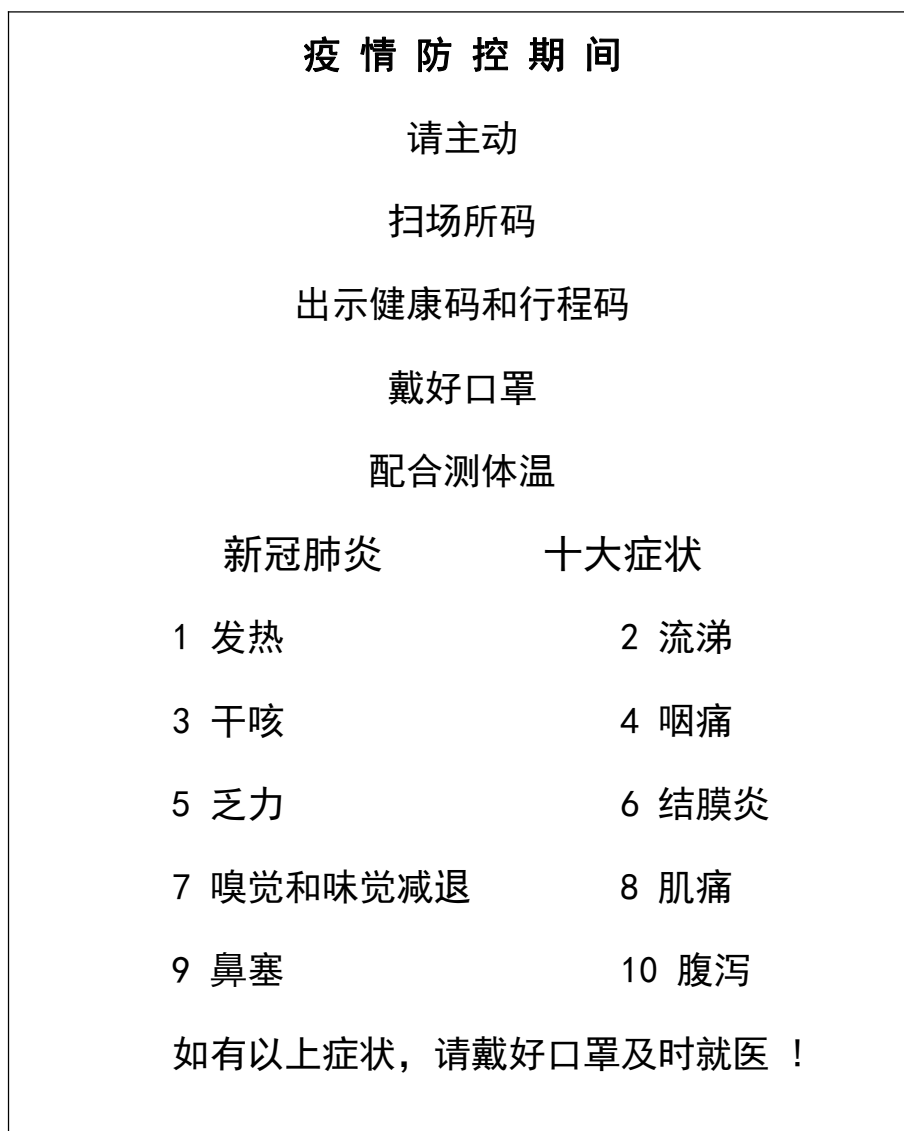 疫情防控期间
请主动
扫场所码
出示健康码和行程码
戴好口罩
配合测体温
新冠肺炎 十大症状
1 发热 2 流涕
3 干咳 4 咽痛
5 乏力 6 结膜炎
7 嗅觉和味觉减退 8 肌痛
9 鼻塞 10 腹泻
如有以上症状，请戴好口罩及时就医 ！